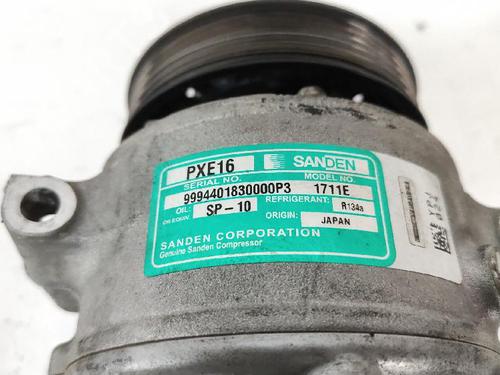 PXE16 SANDEN
SERIAL NO. MODEL NO.
9994401830000P3 1711E
OIL: SP-10 REFRIGERANT: R134a
ORIGIN: JAPAN
SANDEN CORPORATION
Genuine Sanden Compressor